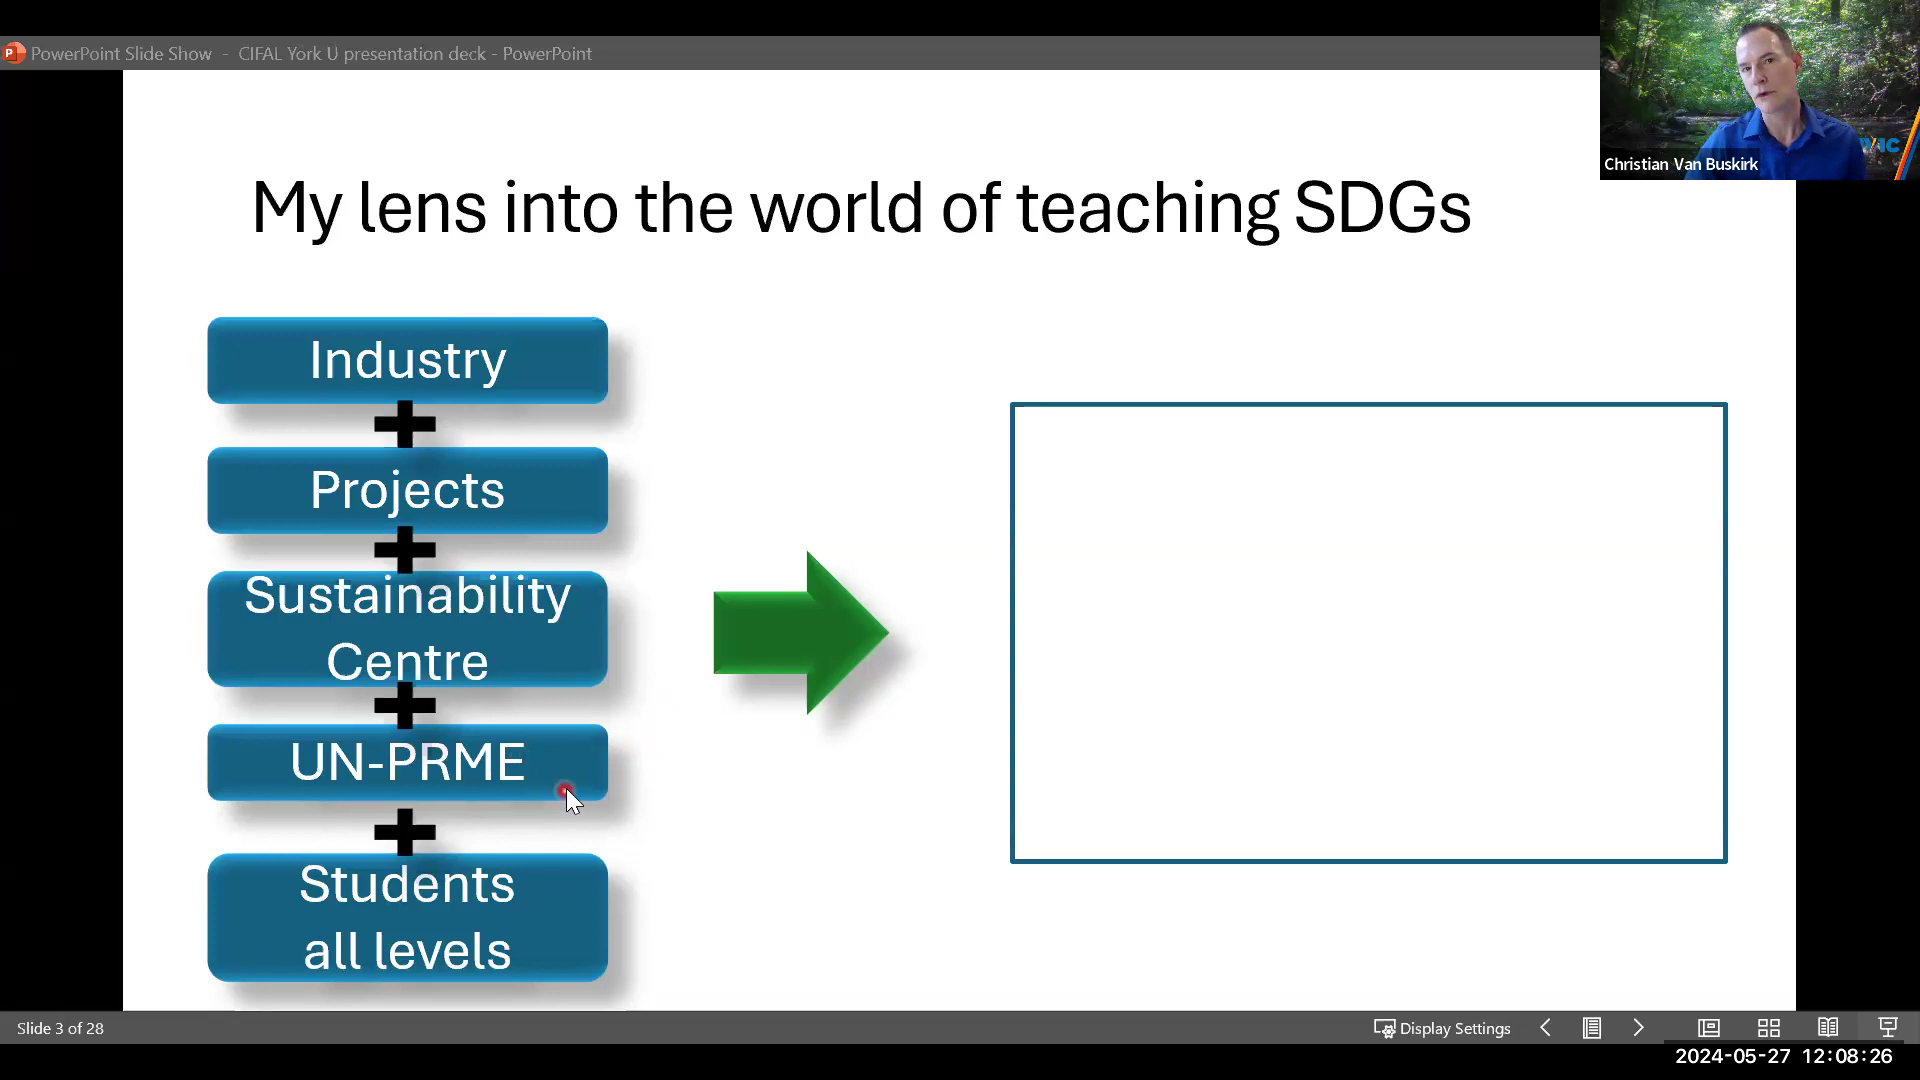 PowerPoint Slide Show - CIFAL York U presentation deck - PowerPoint
Christian Van Buskirk
My lens into the world of teaching SDGs
Industry
Projects
Sustainability
Centre
UN-PRME
Students
all levels
Slide 3 of 28
Display Settings
2024-05-27 12:08:26